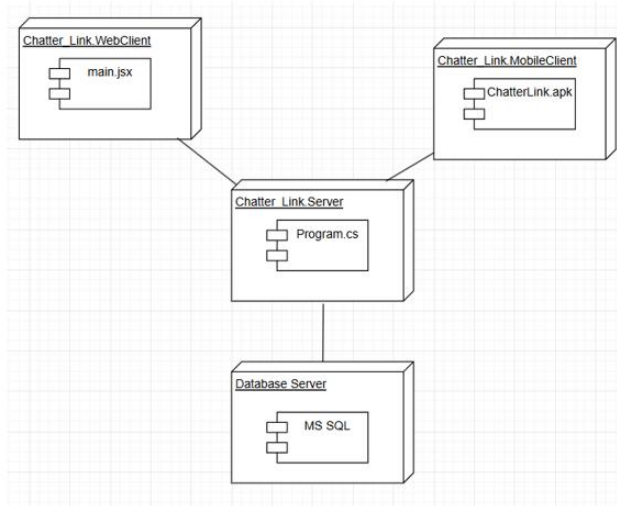 Chatter_Link.WebClient
main.jsx
Chatter_Link.MobileClient
ChatterLink.apk
Chatter_Link.Server
Program.cs
Database Server
MS SQL